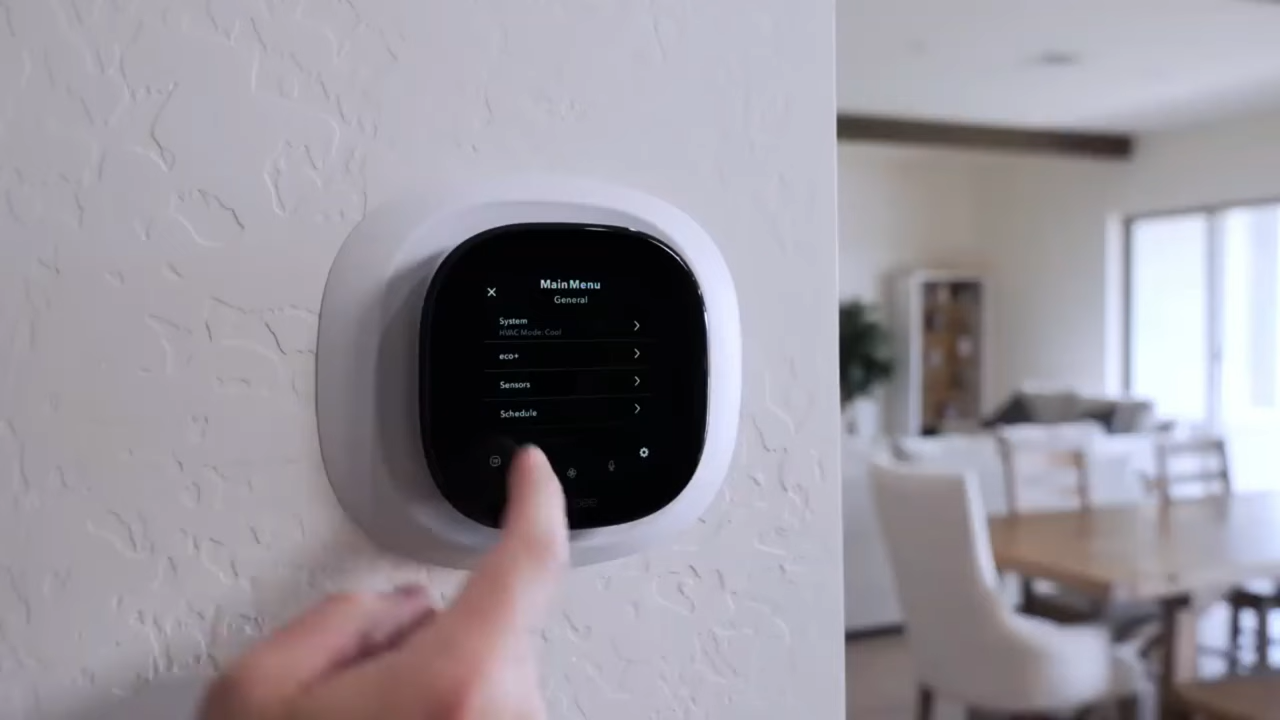 Main Menu
General
System
HVAC Mode: Cool
eco+
Sensors
Schedule